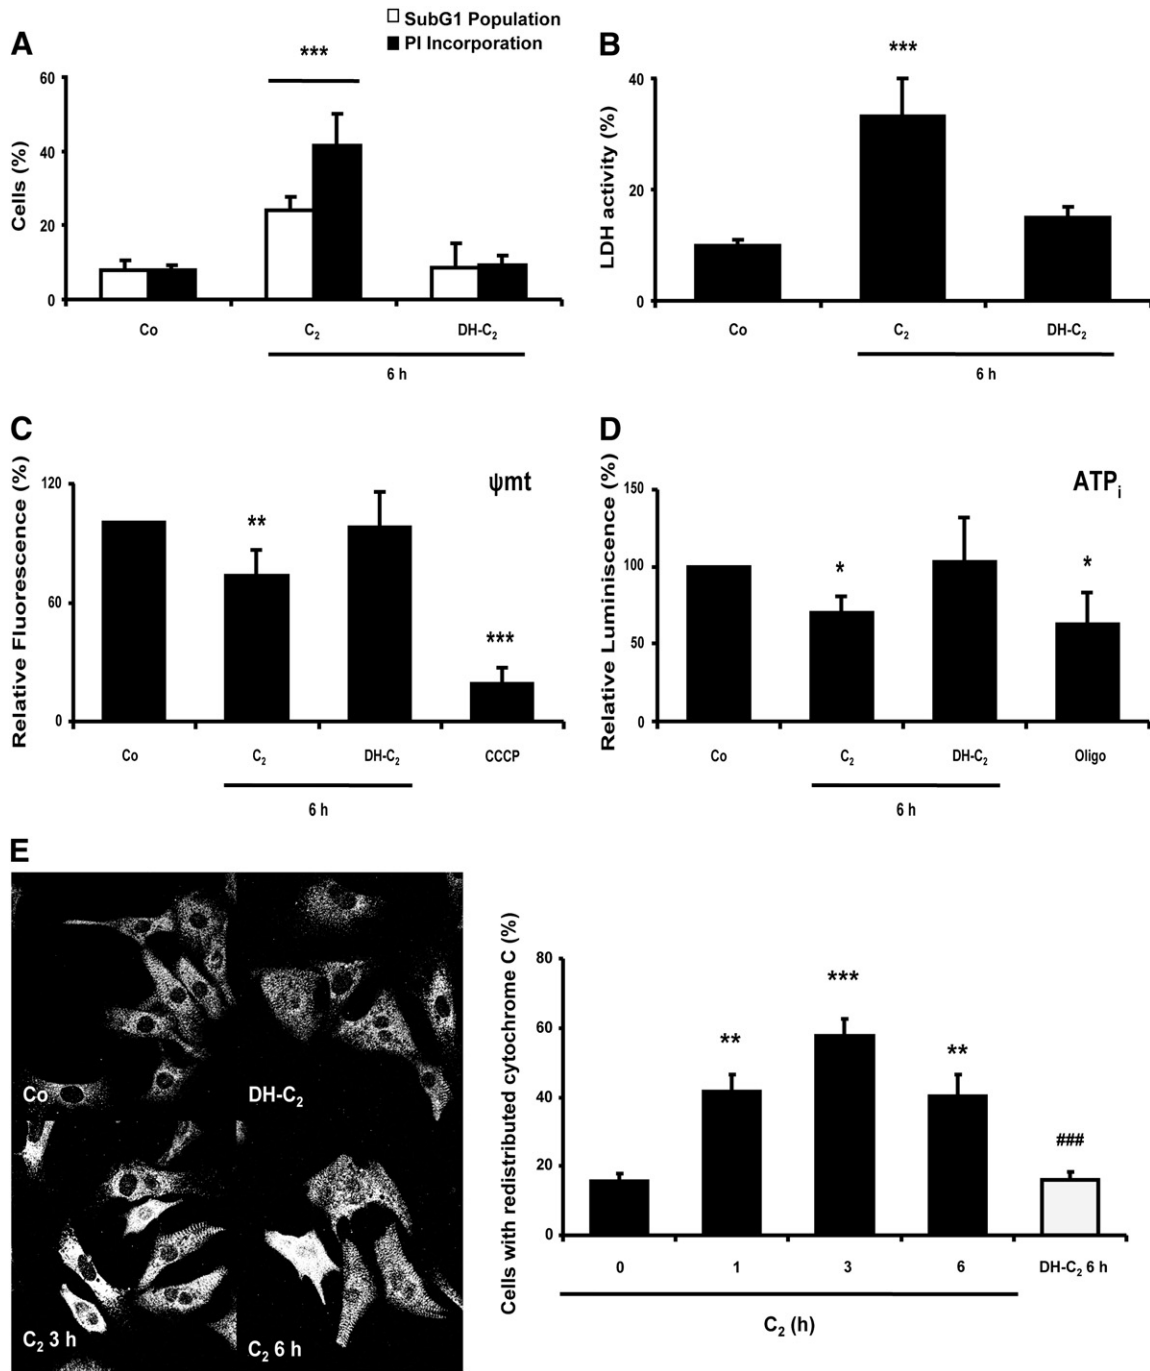 SubG1 Population
PI Incorporation
A
***
Cells (%)
60
40
20
0
Co
C₂
DH-C₂
6 h
B
***
LDH activity (%)
40
20
0
Co
C₂
DH-C₂
6 h
C
Relative Fluorescence (%)
ψmt
120
60
0
**
***
Co
C₂
DH-C₂
CCCP
6 h
D
Relative Luminiscence (%)
ATPᵢ
150
100
50
0
*
*
Co
C₂
DH-C₂
Oligo
6 h
E
Co
DH-C₂
C₂ 3 h
C₂ 6 h
Cells with redistributed cytochrome C (%)
80
60
40
20
0
**
***
**
###
0
1
3
6
DH-C₂ 6 h
C₂ (h)